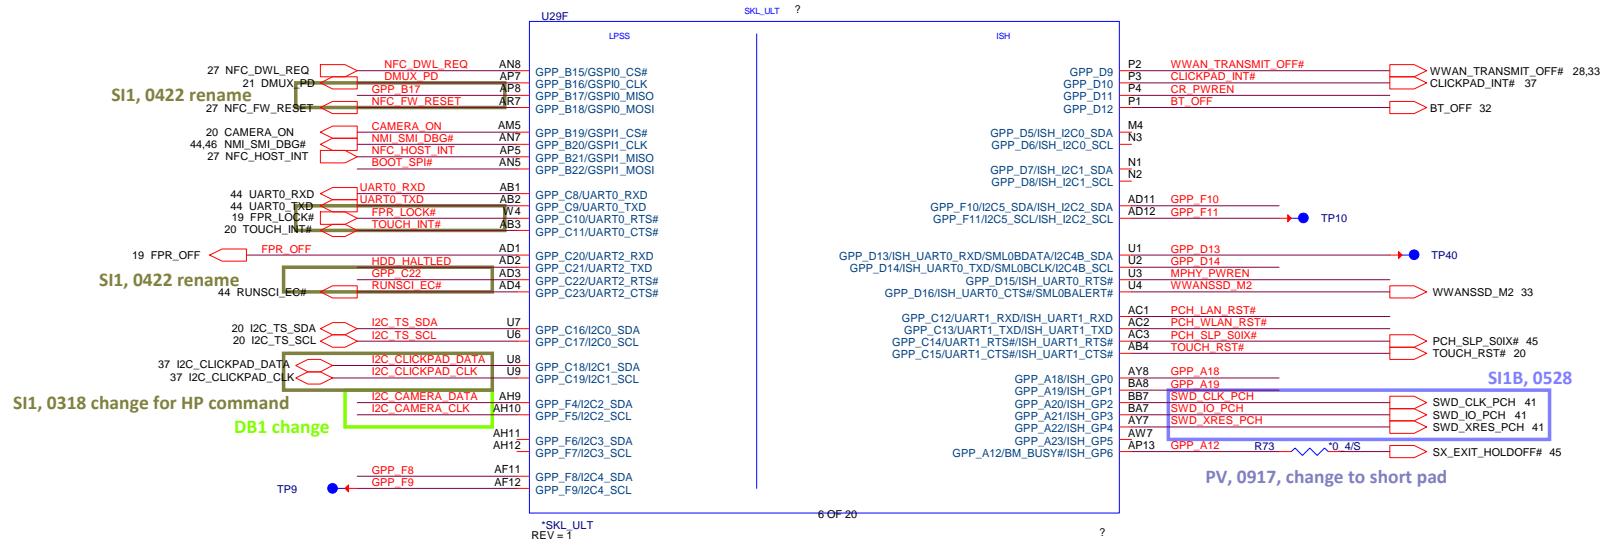 SKL_ULT ?
U29F
LPSS ISH
27 NFC_DWL_REQ NFC_DWL_REQ AN8 GPP_B15/GSPI0_CS#
21 DMUX_PD DMUX_PD AP7 GPP_B16/GSPI0_CLK
SI1, 0422 rename GPP_B17 AP8 GPP_B17/GSPI0_MISO
27 NFC_FW_RESET NFC_FW_RESET AR7 GPP_B18/GSPI0_MOSI
20 CAMERA_ON CAMERA_ON AM5 GPP_B19/GSPI1_CS#
44,46 NMI_SMI_DBG# NMI_SMI_DBG# AN7 GPP_B20/GSPI1_CLK
27 NFC_HOST_INT NFC_HOST_INT AP5 GPP_B21/GSPI1_MISO
BOOT_SPI# AN5 GPP_B22/GSPI1_MOSI
44 UART0_RXD UART0_RXD AB1 GPP_C8/UART0_RXD
44 UART0_TXD UART0_TXD AB2 GPP_C9/UART0_TXD
19 FPR_LOCK# FPR_LOCK# W4 GPP_C10/UART0_RTS#
20 TOUCH_INT# TOUCH_INT# AB3 GPP_C11/UART0_CTS#
19 FPR_OFF FPR_OFF AD1 GPP_C20/UART2_RXD
HDD_HALTLED AD2 GPP_C21/UART2_TXD
SI1, 0422 rename GPP_C22 AD3 GPP_C22/UART2_RTS#
44 RUNSCI_EC# RUNSCI_EC# AD4 GPP_C23/UART2_CTS#
20 I2C_TS_SDA I2C_TS_SDA U7 GPP_C16/I2C0_SDA
20 I2C_TS_SCL I2C_TS_SCL U6 GPP_C17/I2C0_SCL
37 I2C_CLICKPAD_DATA I2C_CLICKPAD_DATA U8 GPP_C18/I2C1_SDA
37 I2C_CLICKPAD_CLK I2C_CLICKPAD_CLK U9 GPP_C19/I2C1_SCL
SI1, 0318 change for HP command
I2C_CAMERA_DATA AH9 GPP_F4/I2C2_SDA
I2C_CAMERA_CLK AH10 GPP_F5/I2C2_SCL
DB1 change
AH11 GPP_F6/I2C3_SDA
AH12 GPP_F7/I2C3_SCL
GPP_F8 AF11 GPP_F8/I2C4_SDA
TP9 GPP_F9 AF12 GPP_F9/I2C4_SCL
GPP_D9 P2 WWAN_TRANSMIT_OFF# WWAN_TRANSMIT_OFF# 28,33
GPP_D10 P3 CLICKPAD_INT# CLICKPAD_INT# 37
GPP_D11 P4 CR_PWREN
GPP_D12 P1 BT_OFF BT_OFF 32
GPP_D5/ISH_I2C0_SDA M4
GPP_D6/ISH_I2C0_SCL N3
GPP_D7/ISH_I2C1_SDA N1
GPP_D8/ISH_I2C1_SCL N2
GPP_F10/I2C5_SDA/ISH_I2C2_SDA AD11 GPP_F10
GPP_F11/I2C5_SCL/ISH_I2C2_SCL AD12 GPP_F11 TP10
GPP_D13/ISH_UART0_RXD/SML0BDATA/I2C4B_SDA U1 GPP_D13 TP40
GPP_D14/ISH_UART0_TXD/SML0BCLK/I2C4B_SCL U2 GPP_D14
GPP_D15/ISH_UART0_RTS# U3 MPHY_PWREN
GPP_D16/ISH_UART0_CTS#/SML0BALERT# U4 WWANSSD_M2 WWANSSD_M2 33
GPP_C12/UART1_RXD/ISH_UART1_RXD AC1 PCH_LAN_RST#
GPP_C13/UART1_TXD/ISH_UART1_TXD AC2 PCH_WLAN_RST#
GPP_C14/UART1_RTS#/ISH_UART1_RTS# AC3 PCH_SLP_S0IX# PCH_SLP_S0IX# 45
GPP_C15/UART1_CTS#/ISH_UART1_CTS# AB4 TOUCH_RST# TOUCH_RST# 20
GPP_A18/ISH_GP0 AY8 GPP_A18
SI1B, 0528
GPP_A19/ISH_GP1 BA8 GPP_A19
GPP_A20/ISH_GP2 BB7 SWD_CLK_PCH SWD_CLK_PCH 41
GPP_A21/ISH_GP3 BA7 SWD_IO_PCH SWD_IO_PCH 41
GPP_A22/ISH_GP4 AY7 SWD_XRES_PCH SWD_XRES_PCH 41
GPP_A23/ISH_GP5 AW7
GPP_A12/BM_BUSY#/ISH_GP6 AP13 GPP_A12 R73 *0_4/S SX_EXIT_HOLDOFF# 45
PV, 0917, change to short pad
6 OF 20
*SKL_ULT
REV = 1 ?